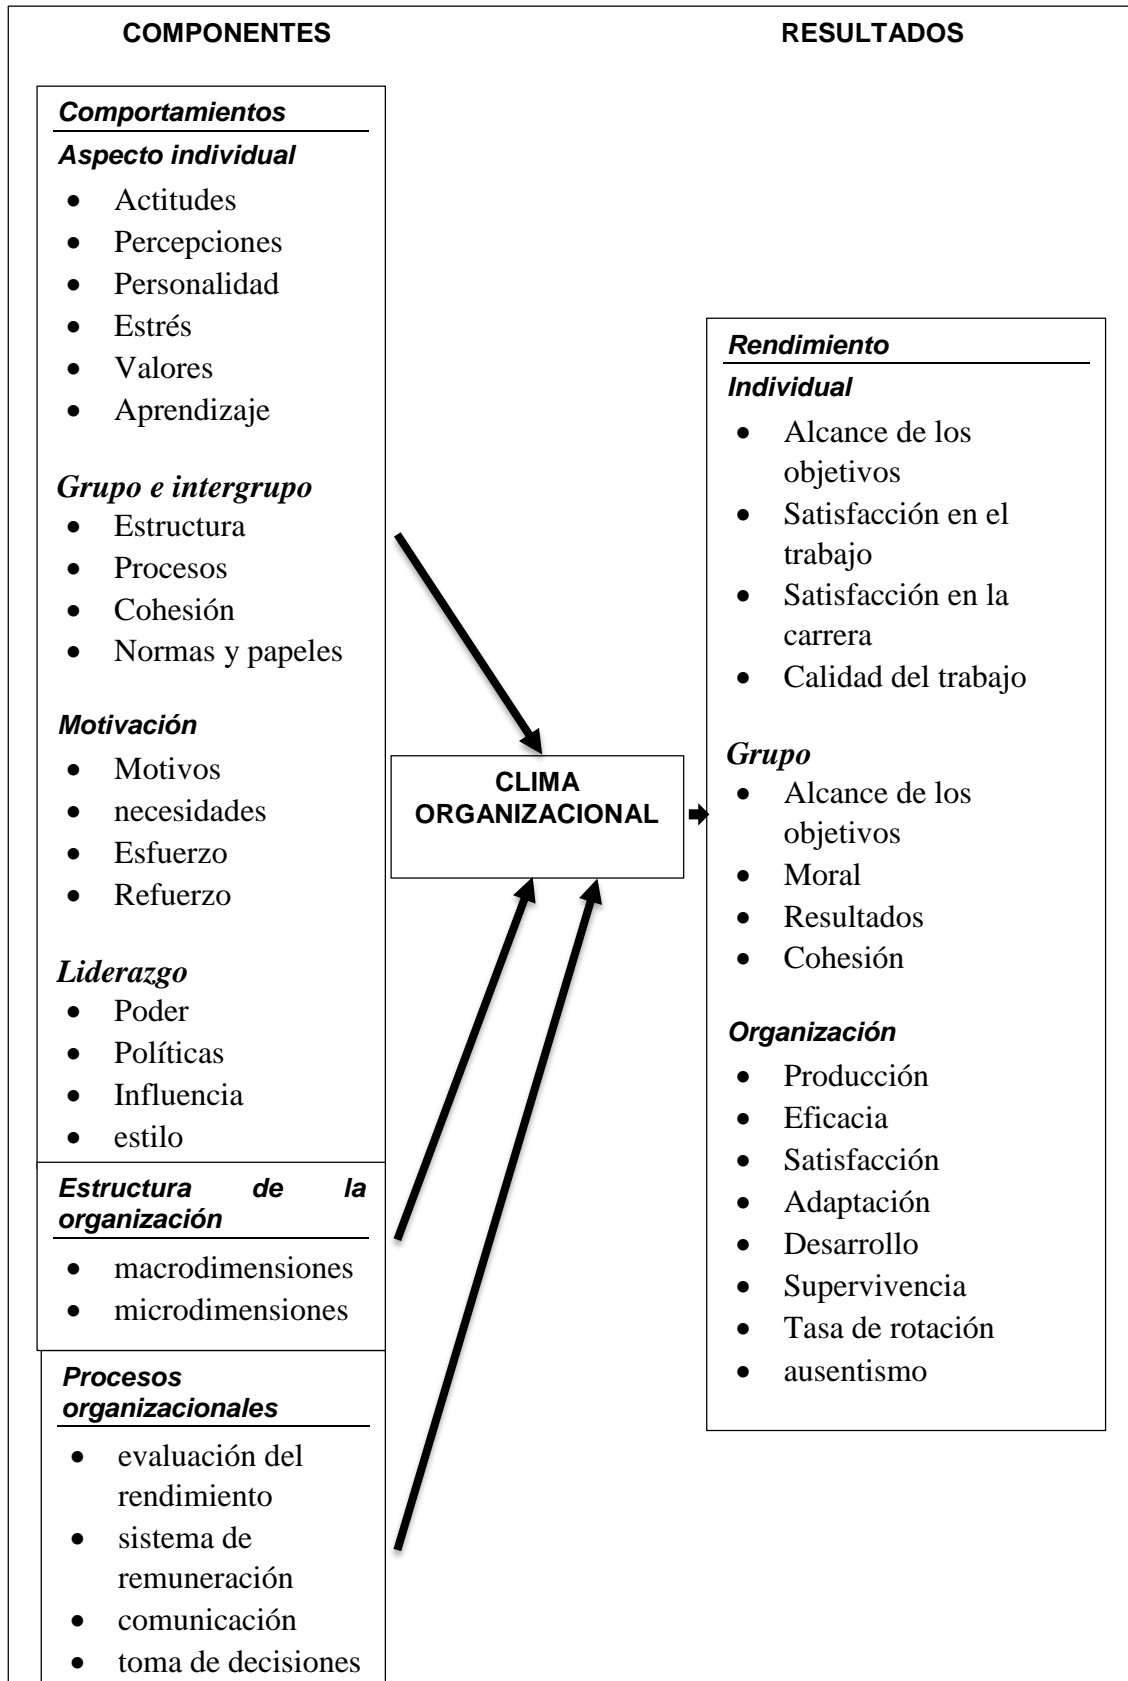 COMPONENTES
RESULTADOS
Comportamientos
Aspecto individual
• Actitudes
• Percepciones
• Personalidad
• Estrés
• Valores
• Aprendizaje
Grupo e intergrupo
• Estructura
• Procesos
• Cohesión
• Normas y papeles
Motivación
• Motivos
• necesidades
• Esfuerzo
• Refuerzo
Liderazgo
• Poder
• Políticas
• Influencia
• estilo
Estructura de la
organización
• macrodimensiones
• microdimensiones
Procesos
organizacionales
• evaluación del
rendimiento
• sistema de
remuneración
• comunicación
• toma de decisiones
CLIMA
ORGANIZACIONAL
Rendimiento
Individual
• Alcance de los
objetivos
• Satisfacción en el
trabajo
• Satisfacción en la
carrera
• Calidad del trabajo
Grupo
• Alcance de los
objetivos
• Moral
• Resultados
• Cohesión
Organización
• Producción
• Eficacia
• Satisfacción
• Adaptación
• Desarrollo
• Supervivencia
• Tasa de rotación
• ausentismo